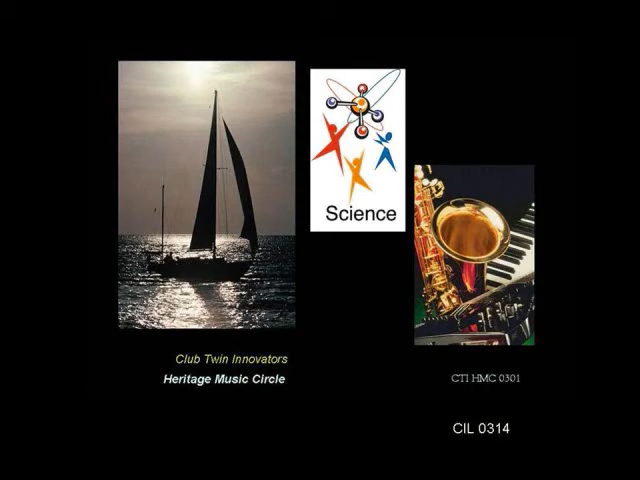 Science
Club Twin Innovators
Heritage Music Circle
CTI HMC 0301
CIL 0314